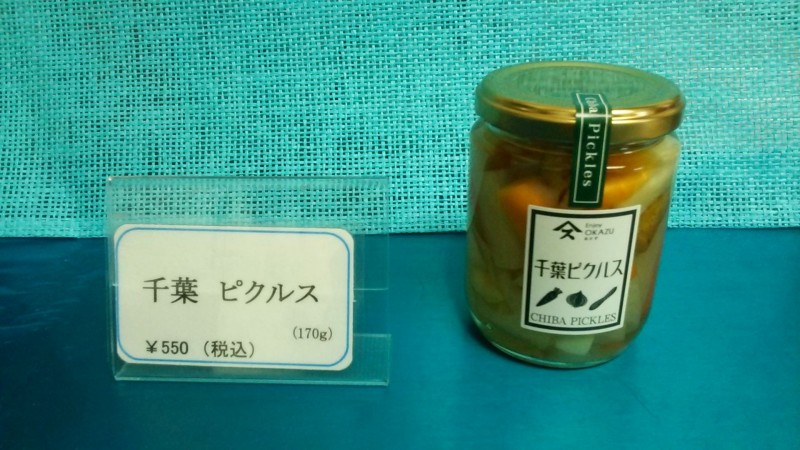 千葉 ピクルス
(170g)
￥550 (税込)
Pickles
OKAZU
千葉ピクルス
CHIBA PICKLES